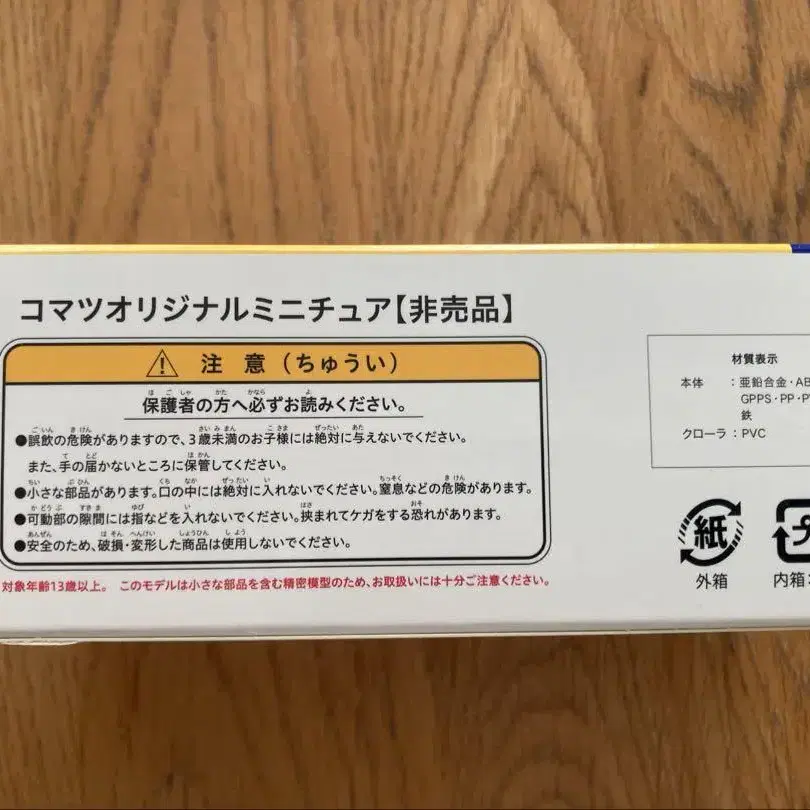 コマツオリジナルミニチュア【非売品】
注 意（ちゅうい）
保護者の方へ必ずお読みください。
●誤飲の危険がありますので、3歳未満のお子様には絶対に与えないでください。
また、手の届かないところに保管してください。
●小さな部品があります。口の中には絶対に入れないでください。窒息などの危険があります。
●可動部の隙間には指などを入れないでください。挟まれてケガをする恐れがあります。
●安全のため、破損・変形した商品は使用しないでください。
対象年齢13歳以上。 このモデルは小さな部品を含む精密模型のため、お取扱いには十分ご注意ください。
材質表示
本体 ：亜鉛合金・AB
GPPS・PP・P
鉄
クローラ：PVC
紙
外箱
内箱：